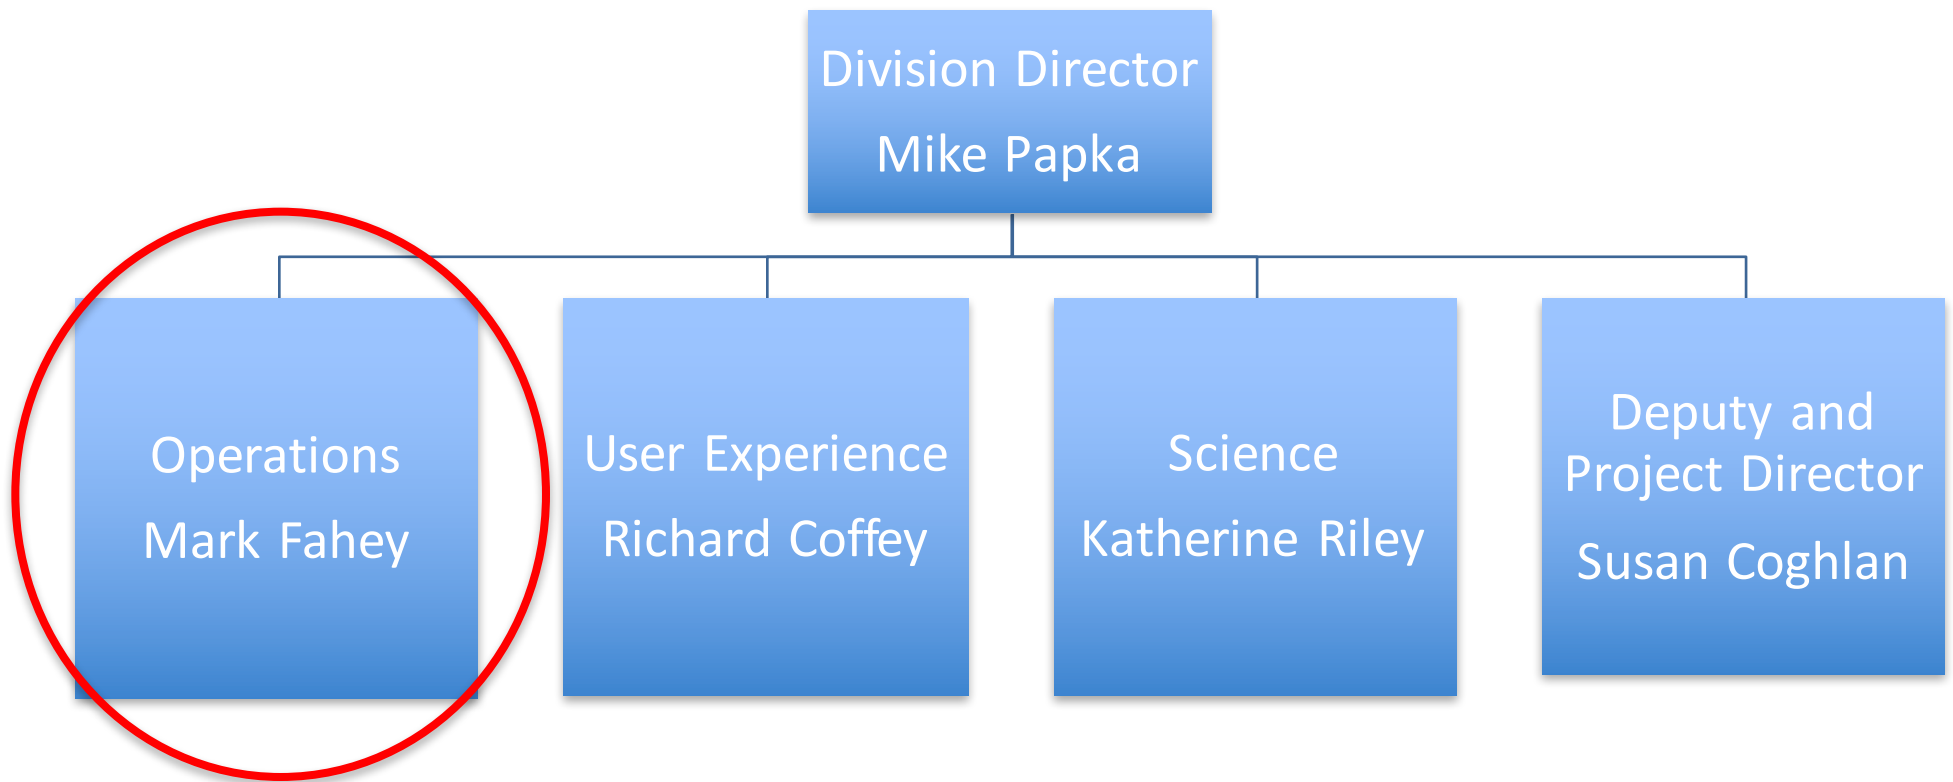 Division Director
Mike Papka
Operations
Mark Fahey
User Experience
Richard Coffey
Science
Katherine Riley
Deputy and
Project Director
Susan Coghlan